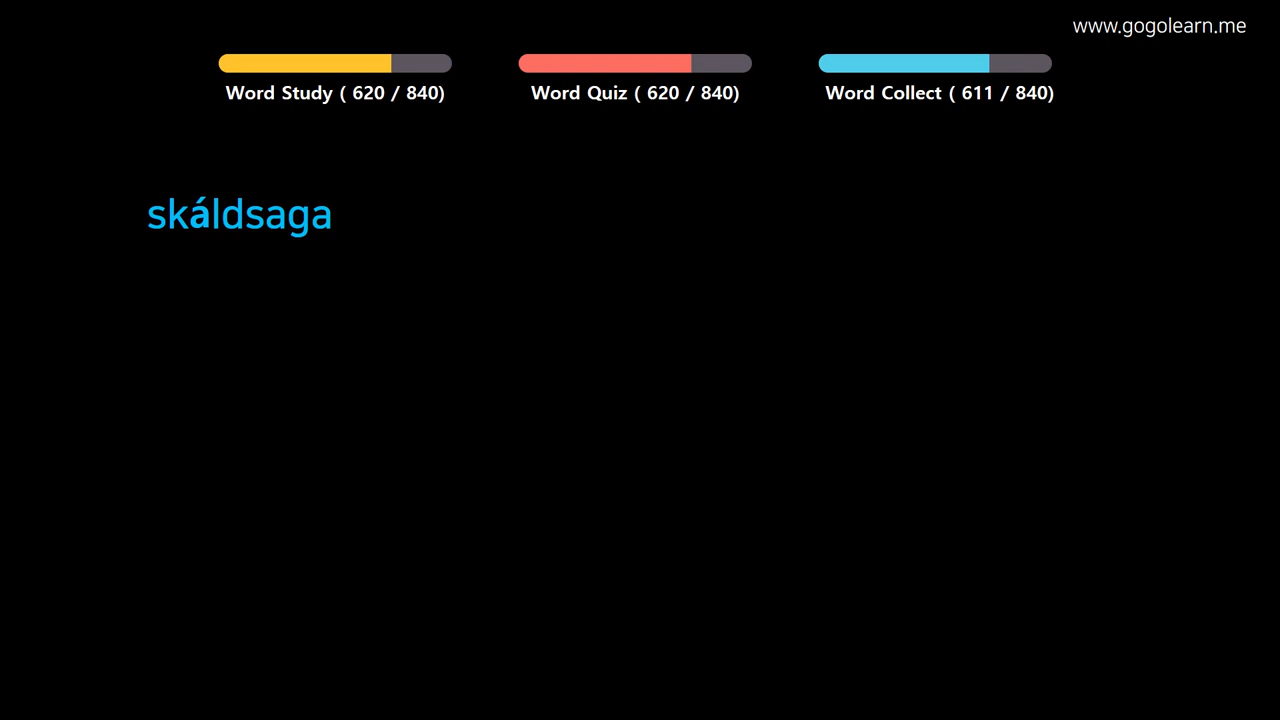 www.gogolearn.me
Word Study ( 620 / 840)
Word Quiz ( 620 / 840)
Word Collect ( 611 / 840)
skáldsaga